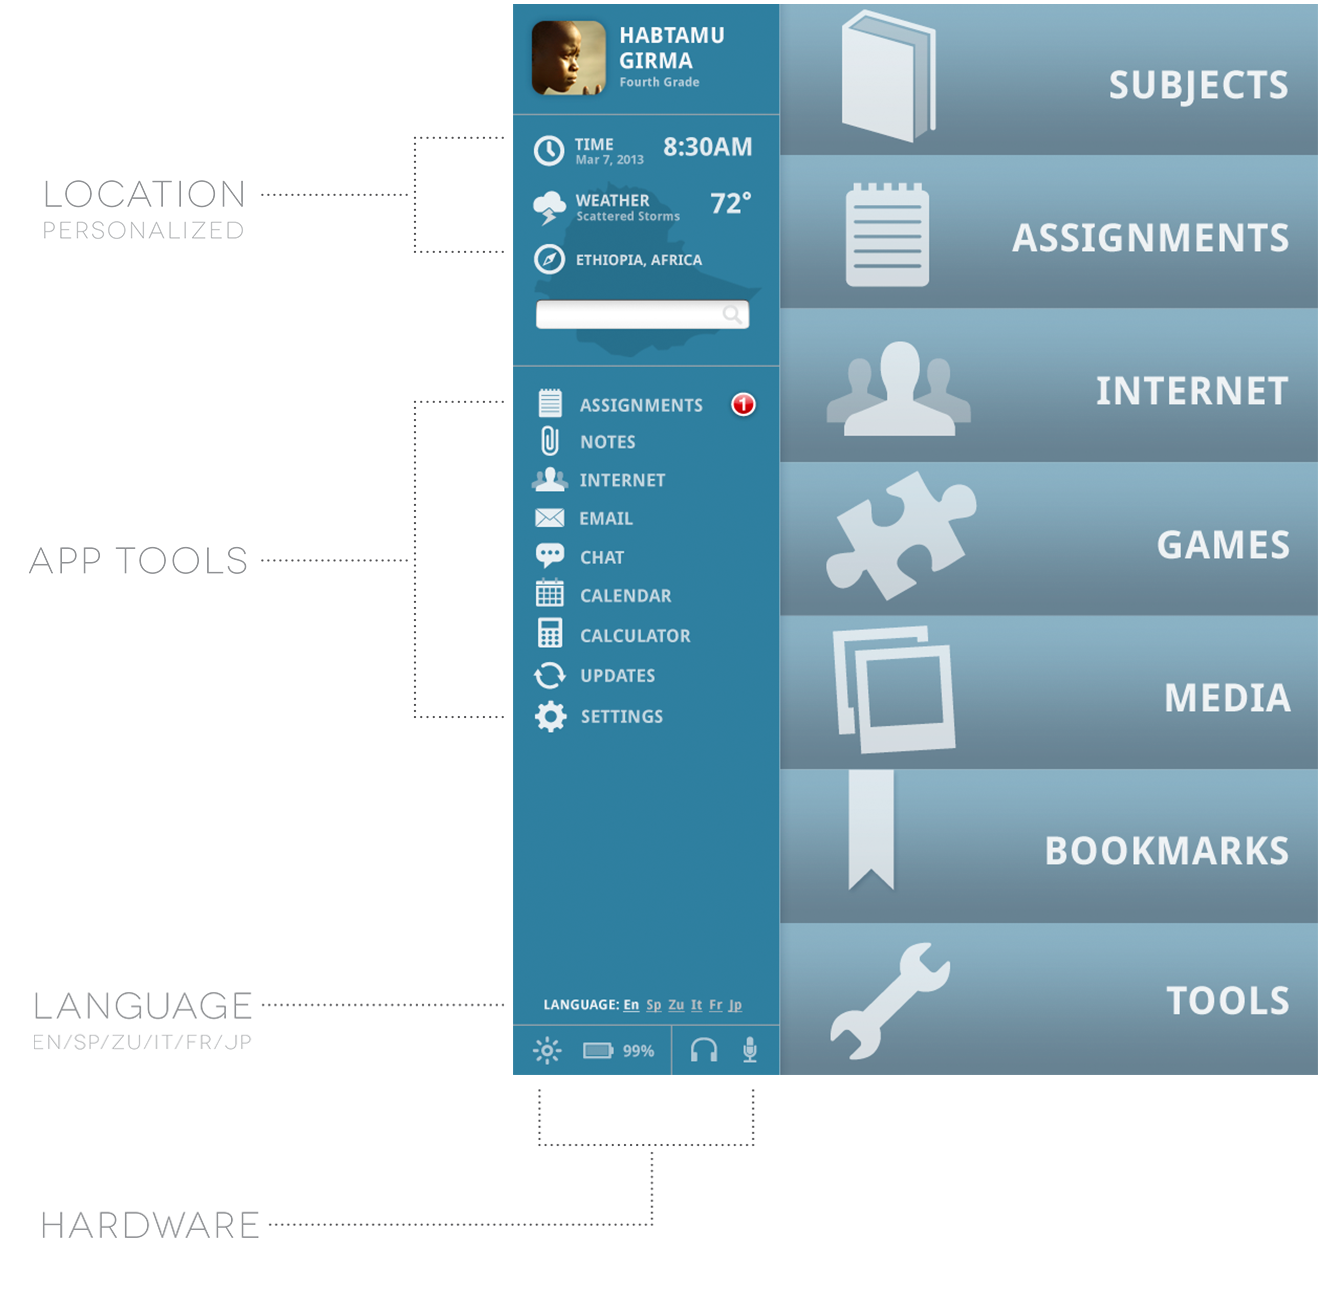 HABTAMU
GIRMA
Fourth Grade
TIME
Mar 7, 2013
8:30AM
WEATHER
Scattered Storms
72°
ETHIOPIA, AFRICA
ASSIGNMENTS 1
NOTES
INTERNET
EMAIL
CHAT
CALENDAR
CALCULATOR
UPDATES
SETTINGS
LANGUAGE: En Sp Zu It Fr Jp
99%
SUBJECTS
ASSIGNMENTS
INTERNET
GAMES
MEDIA
BOOKMARKS
TOOLS
LOCATION
PERSONALIZED
APP TOOLS
LANGUAGE
EN/SP/ZU/IT/FR/JP
HARDWARE